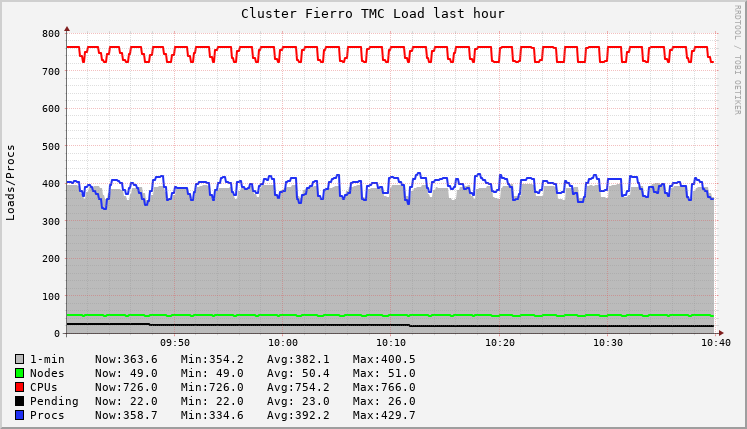 Cluster Fierro TMC Load last hour
RRDTOOL / TOBI OETIKER
Loads/Procs
800
700
600
500
400
300
200
100
0
09:50 10:00 10:10 10:20 10:30 10:40
1-min Now:363.6 Min:354.2 Avg:382.1 Max:400.5
Nodes Now: 49.0 Min: 49.0 Avg: 50.4 Max: 51.0
CPUs Now:726.0 Min:726.0 Avg:754.2 Max:766.0
Pending Now: 22.0 Min: 22.0 Avg: 23.0 Max: 26.0
Procs Now:358.7 Min:334.6 Avg:392.2 Max:429.7